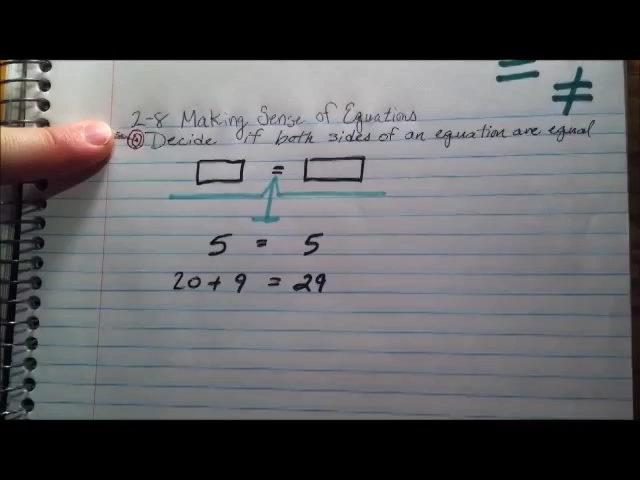 =
≠
2-8 Making Sense of Equations
Decide if both sides of an equation are equal
=
5 = 5
20 + 9 = 29